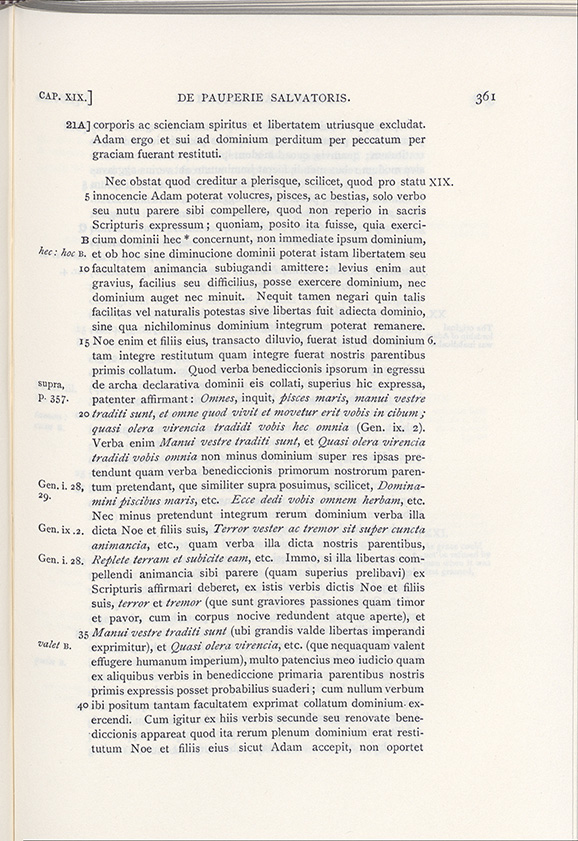 CAP. XIX.] DE PAUPERIE SALVATORIS. 361
21A] corporis ac scienciam spiritus et libertatem utriusque excludat.
Adam ergo et sui ad dominium perditum per peccatum per
graciam fuerant restituti.
Nec obstat quod creditur a plerisque, scilicet, quod pro statu XIX.
5 innocencie Adam poterat volucres, pisces, ac bestias, solo verbo
seu nutu parere sibi compellere, quod non reperio in sacris
Scripturis expressum; quoniam, posito ita fuisse, quia exerci-
B cium dominii hec * concernunt, non immediate ipsum dominium,
hec: hoc B. et ob hoc sine diminucione dominii poterat istam libertatem seu
10 facultatem animancia subiugandi amittere: levius enim aut
gravius, facilius seu difficilius, posse exercere dominium, nec
dominium auget nec minuit. Nequit tamen negari quin talis
facilitas vel naturalis potestas sive libertas fuit adiecta dominio,
sine qua nichilominus dominium integrum poterat remanere.
15 Noe enim et filiis eius, transacto diluvio, fuerat istud dominium 6.
tam integre restitutum quam integre fuerat nostris parentibus
primis collatum. Quod verba benediccionis ipsorum in egressu
supra, de archa declarativa dominii eis collati, superius hic expressa,
P. 357. patenter affirmant: Omnes, inquit, pisces maris, manui vestre
20 traditi sunt, et omne quod vivit et movetur erit vobis in cibum;
quasi olera virencia tradidi vobis hec omnia (Gen. ix. 2).
Verba enim Manui vestre traditi sunt, et Quasi olera virencia
tradidi vobis omnia non minus dominium super res ipsas pre-
tendunt quam verba benediccionis primorum nostrorum paren-
Gen. i. 28, tum pretendant, que similiter supra posuimus, scilicet, Domina-
29. mini piscibus maris, etc. Ecce dedi vobis omnem herbam, etc.
Nec minus pretendunt integrum rerum dominium verba illa
Gen. ix .2. dicta Noe et filiis suis, Terror vester ac tremor sit super cuncta
animancia, etc., quam verba illa dicta nostris parentibus,
Gen. i. 28. Replete terram et subicite eam, etc. Immo, si illa libertas com-
pellendi animancia sibi parere (quam superius prelibavi) ex
Scripturis affirmari deberet, ex istis verbis dictis Noe et filiis
suis, terror et tremor (que sunt graviores passiones quam timor
et pavor, cum in corpus nocive redundent atque aperte), et
35 Manui vestre traditi sunt (ubi grandis valde libertas imperandi
valet B. exprimitur), et Quasi olera virencia, etc. (que nequaquam valent
effugere humanum imperium), multo patencius meo iudicio quam
ex aliquibus verbis in benediccione primaria parentibus nostris
primis expressis posset probabilius suaderi; cum nullum verbum
40 ibi positum tantam facultatem exprimat collatum dominium ex-
ercendi. Cum igitur ex hiis verbis secunde seu renovate bene-
diccionis appareat quod ita rerum plenum dominium erat resti-
tutum Noe et filiis eius sicut Adam accepit, non oportet